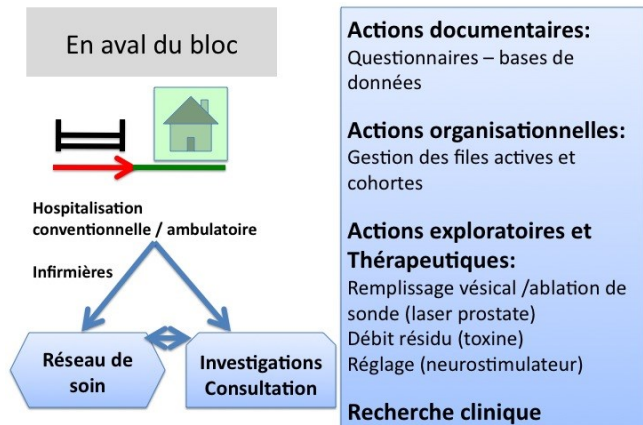 En aval du bloc
Hospitalisation
conventionnelle / ambulatoire
Infirmières
Réseau de
soin
Investigations
Consultation
Actions documentaires:
Questionnaires – bases de
données
Actions organisationnelles:
Gestion des files actives et
cohortes
Actions exploratoires et
Thérapeutiques:
Remplissage vésical /ablation de
sonde (laser prostate)
Débit résidu (toxine)
Réglage (neurostimulateur)
Recherche clinique